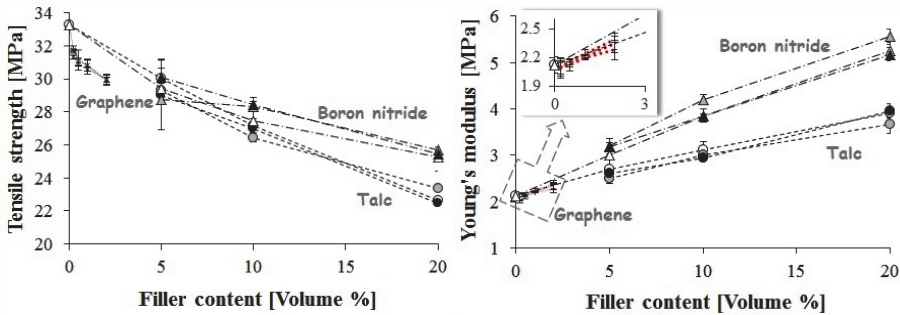 Tensile strength [MPa]
34
32
30
28
26
24
22
20
0
5
10
15
20
Filler content [Volume %]
Graphene
Boron nitride
Talc
Young's modulus [MPa]
6
5
4
3
2
1
0
5
10
15
20
Filler content [Volume %]
2.5
2.2
1.9
0
3
Boron nitride
Talc
Graphene